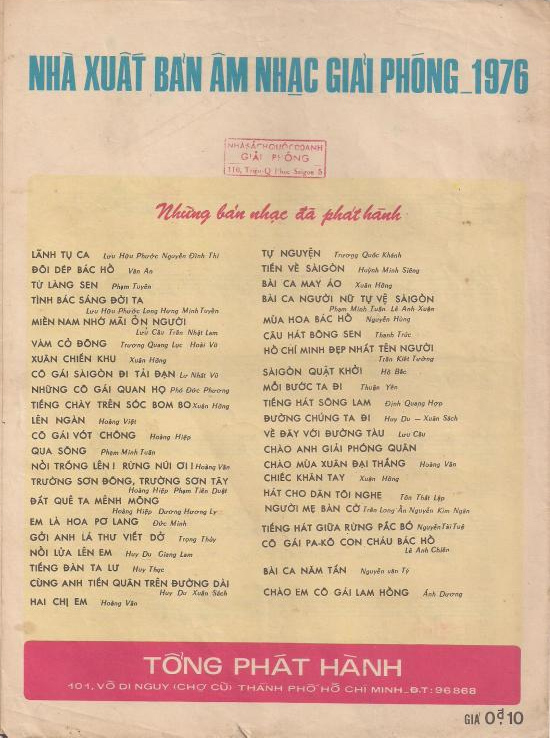 NHÀ XUẤT BẢN ÂM NHẠC GIẢI PHÓNG_1976
NHÀ SÁCH QUỐC DOANH
GIẢI PHÓNG
Những bản nhạc đã phát hành
LÃNH TỤ CA Lưu Hữu Phước Nguyễn Đình Thi
ĐÔI DÉP BÁC HỒ Văn An
TỪ LÀNG SEN Phạm Tuyên
TÌNH BÁC SÁNG ĐỜI TA
Lưu Hữu Phước Long Hưng Minh Tuyền
MIỀN NAM NHỚ MÃI ƠN NGƯỜI
Lưu Cầu Trần Nhật Lam
VÀM CỎ ĐÔNG Trương Quang Lục Hoài Vũ
XUÂN CHIẾN KHU Xuân Hồng
CÔ GÁI SÀI GÒN ĐI TẢI ĐẠN Lư Nhất Vũ
NHỮNG CÔ GÁI QUAN HỌ Phó Đức Phương
TIẾNG CHÀY TRÊN SÓC BOM BO Xuân Hồng
LÊN NGÀN Hoàng Việt
CÔ GÁI VÓT CHÔNG Hoàng Hiệp
QUA SÔNG Phạm Minh Tuấn
NỔI TRỐNG LÊN ! RỪNG NÚI ƠI ! Hoàng Vân
TRƯỜNG SƠN ĐÔNG, TRƯỜNG SƠN TÂY
Hoàng Hiệp Phạm Tiến Duật
ĐẤT QUÊ TA MÊNH MÔNG
Hoàng Hiệp Dương Hương Ly
EM LÀ HOA PƠ LANG Đức Minh
GỞI ANH LÁ THƯ VIẾT DỞ Trọng Thủy
NỔI LỬA LÊN EM Huy Du Giang Lam
TIẾNG ĐÀN TA LƯ Huy Thục
CÙNG ANH TIẾN QUÂN TRÊN ĐƯỜNG DÀI
Huy Du Xuân Sách
HAI CHỊ EM Hoàng Vân
TỰ NGUYỆN Trương Quốc Khánh
TIẾN VỀ SÀI GÒN Huỳnh Minh Siêng
BÀI CA MAY ÁO Xuân Hồng
BÀI CA NGƯỜI NỮ TỰ VỆ SÀIGÒN
Phạm Minh Tuấn Lê Anh Xuân
MÙA HOA BÁC HỒ Nguyễn Hùng
CÂU HÁT BÔNG SEN Thanh Trúc
HỒ CHÍ MINH ĐẸP NHẤT TÊN NGƯỜI
Trần Kiết Tường
SÀIGÒN QUẬT KHỞI Hồ Bắc
MỖI BƯỚC TA ĐI Thuận Yến
TIẾNG HÁT SÔNG LAM Đinh Quang Hợp
ĐƯỜNG CHÚNG TA ĐI Huy Du – Xuân Sách
VỀ ĐÂY VỚI ĐƯỜNG TÀU Lưu Cầu
CHÀO ANH GIẢI PHÓNG QUÂN
CHÀO MÙA XUÂN ĐẠI THẮNG Hoàng Vân
CHIẾC KHĂN TAY Xuân Hồng
HÁT CHO DÂN TÔI NGHE Tôn Thất Lập
NGƯỜI MẸ BÀN CỜ Trần Long Ẩn Nguyễn Kim Ngân
TIẾNG HÁT GIỮA RỪNG PẮC BÓ Nguyễn Tài Tuệ
CÔ GÁI PA-KÔ CON CHÁU BÁC HỒ
Lê Anh Chiến
BÀI CA NĂM TẤN Nguyễn văn Tý
CHÀO EM CÔ GÁI LAM HỒNG Ánh Dương
TỔNG PHÁT HÀNH
101, VÕ DI NGUY (CHỢ CŨ) THÀNH PHỐ HỒ CHÍ MINH_Đ.T: 96868
GIÁ 0đ.10